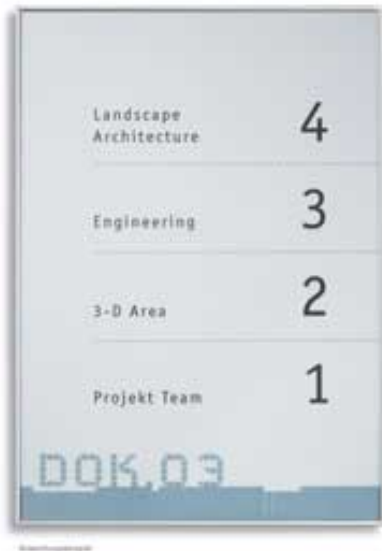 Landscape
Architecture 4
Engineering 3
3-D Area 2
Projekt Team 1
DOK.03